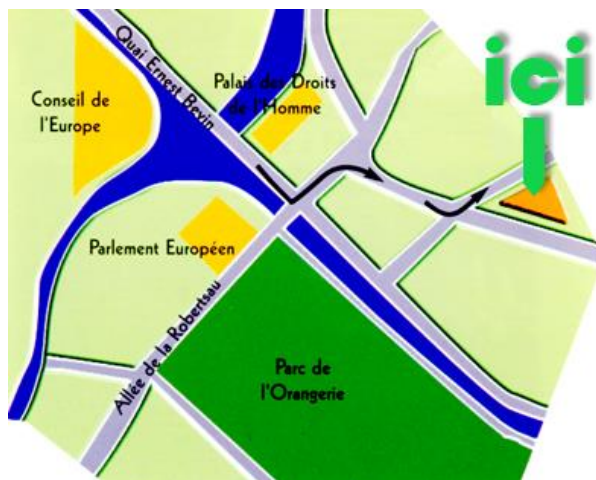 ici
Quai Ernest Bevin
Palais des Droits
de l'Homme
Conseil de
l'Europe
Parlement Européen
Allée de la Robertsau
Parc de
l'Orangerie